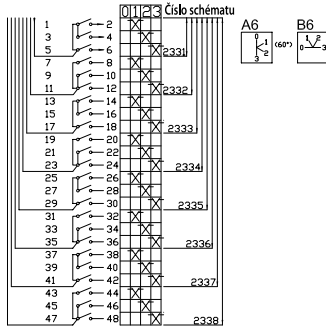 0 1 2 3 Číslo schématu
1 2
3 4
5 6 2331
7 8
9 10
11 12 2332
13 14
15 16
17 18 2333
19 20
21 22
23 24 2334
25 26
27 28
29 30 2335
31 32
33 34
35 36 2336
37 38
39 40
41 42 2337
43 44
45 46
47 48 2338
A6
0 1 2 3 (60°)
B6
0 1 2 3